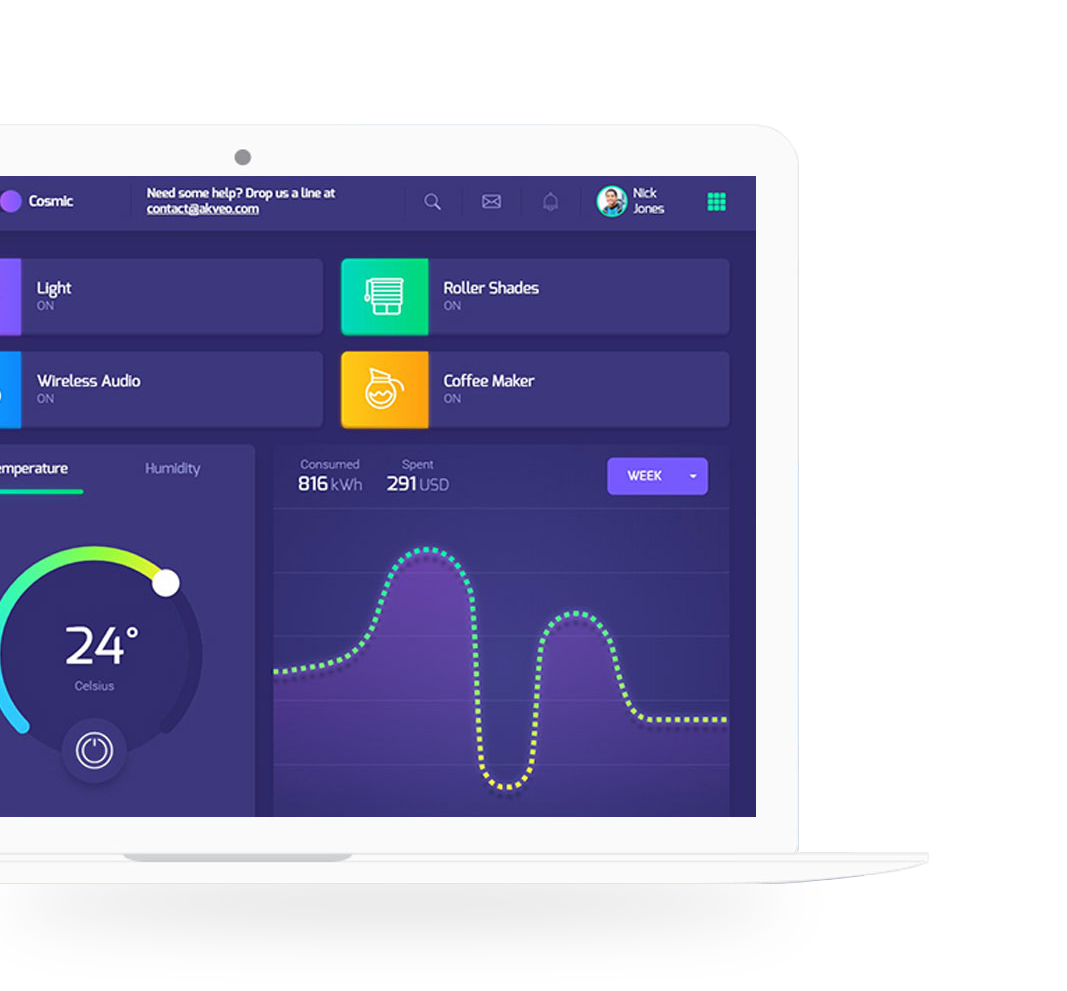 Cosmic
Need some help? Drop us a line at
contact@akveo.com
Nick
Jones
Light
ON
Roller Shades
ON
Wireless Audio
ON
Coffee Maker
ON
emperature
Humidity
Consumed
816 kWh
Spent
291 USD
WEEK
24°
Celsius